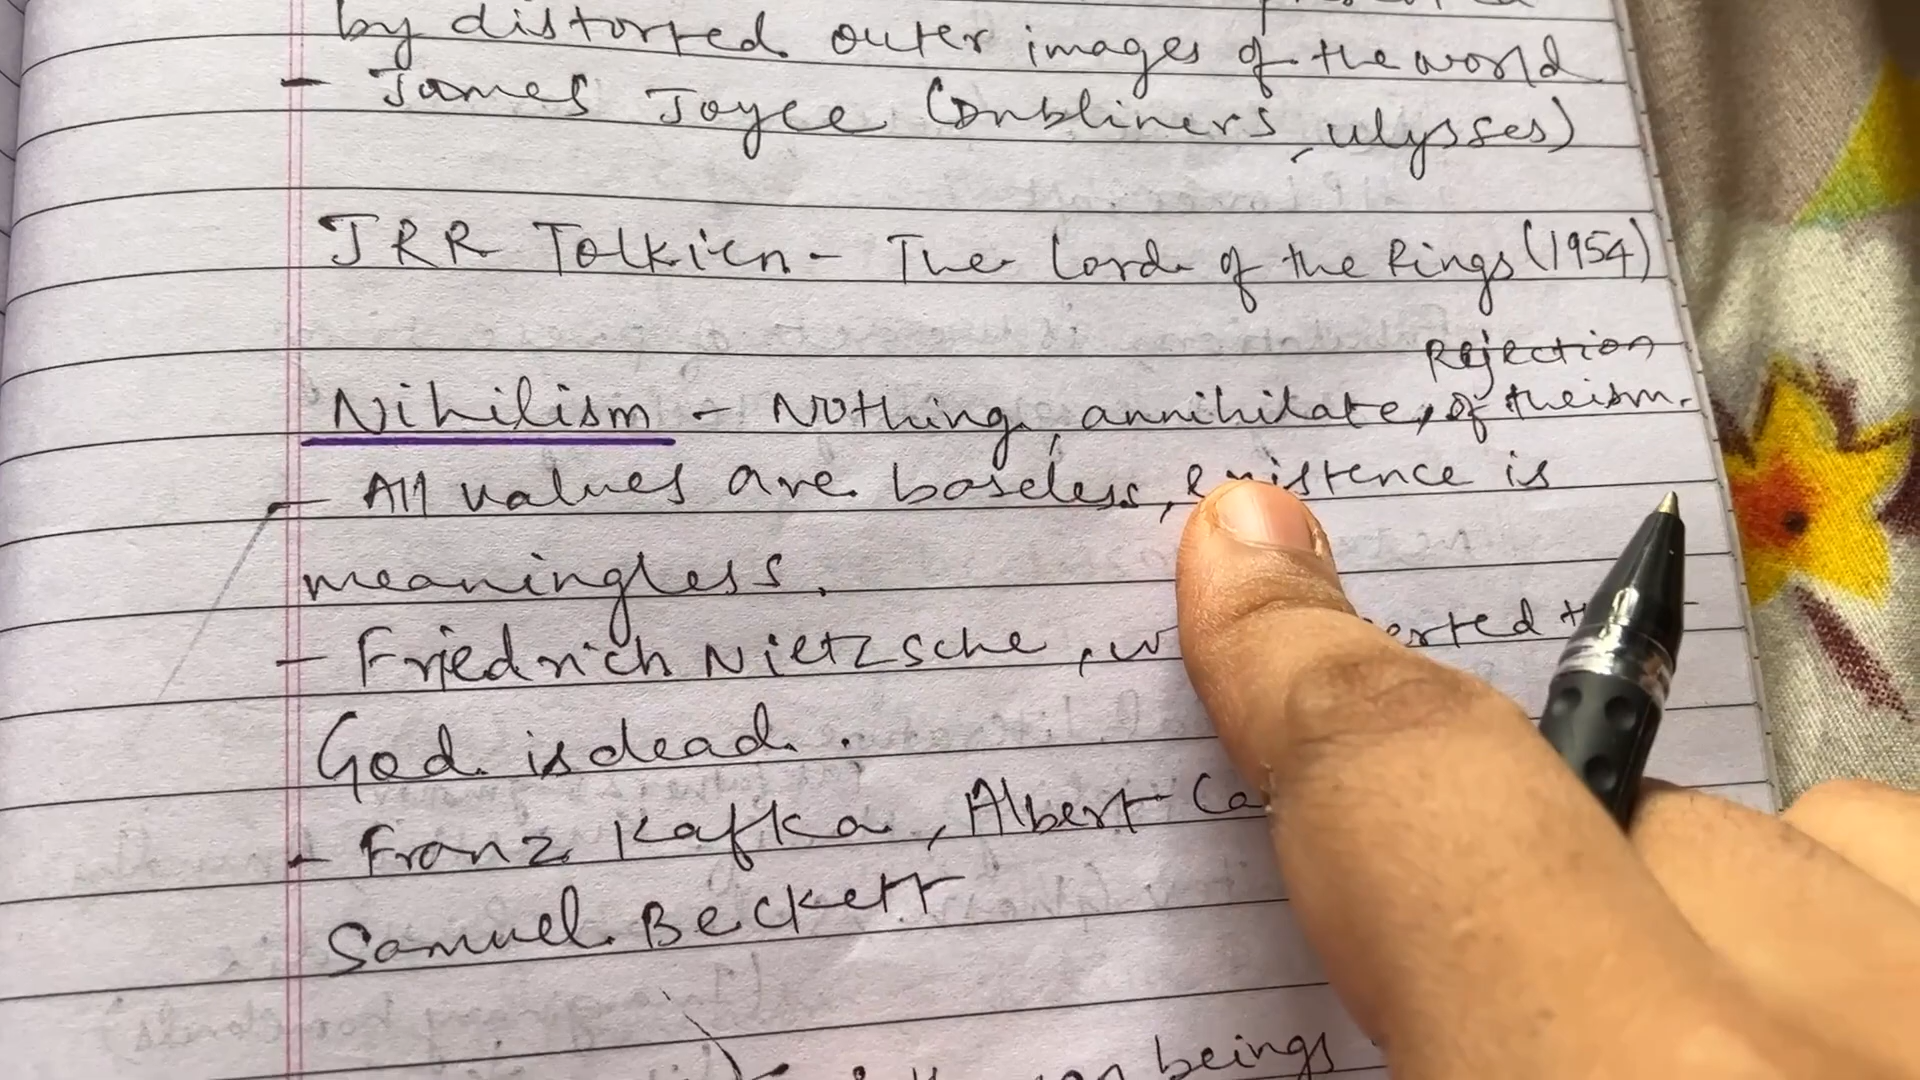 by distorted outer images of the world
- James Joyce (Dubliners, ulysses)
JRR Tolkien - The Lord of the Rings (1954)
Rejection
Nihilism - Nothing, annihilate, of theism.
- All values are baseless, existence is
meaningless.
- Friedrich Nietzsche, 
God is dead.
- Franz Kafka, Albert
Samuel Beckett
beings